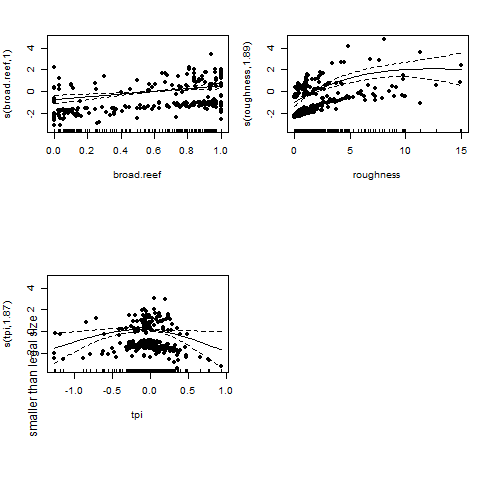 s(broad.reef,1)
4
2
0
-2
0.0 0.2 0.4 0.6 0.8 1.0
broad.reef
s(roughness,1.89)
4
2
0
-2
0 5 10 15
roughness
s(tpi,1.87)
smaller than legal size
4
2
0
-1.0 -0.5 0.0 0.5 1.0
tpi